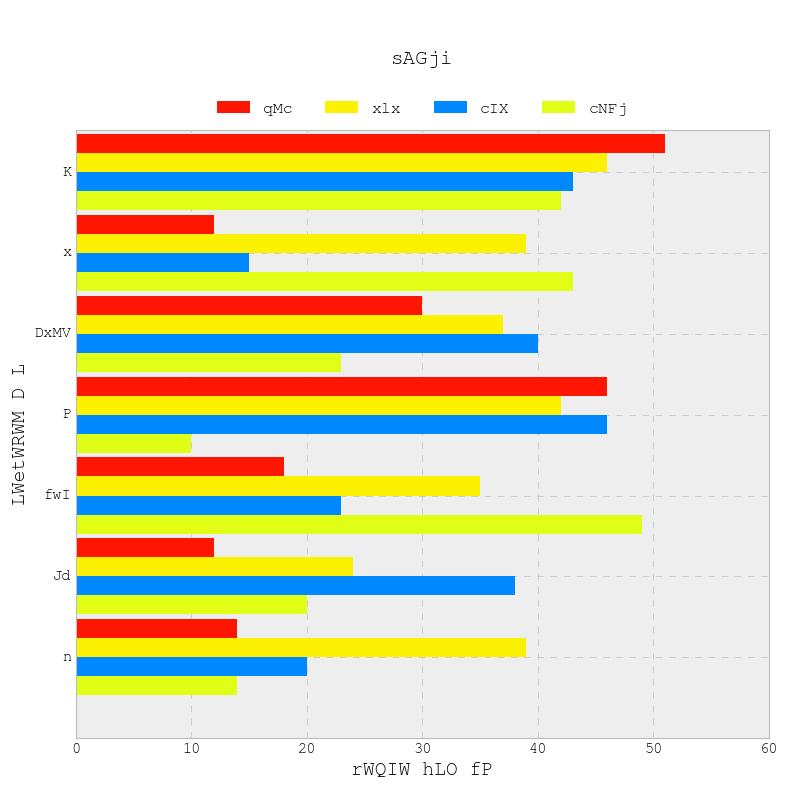 sAGji
qMc xlx cIX cNFj
K
x
DxMV
P
fwI
Jd
n
LWetWRWM D L
0 10 20 30 40 50 60
rWQIW hLO fP